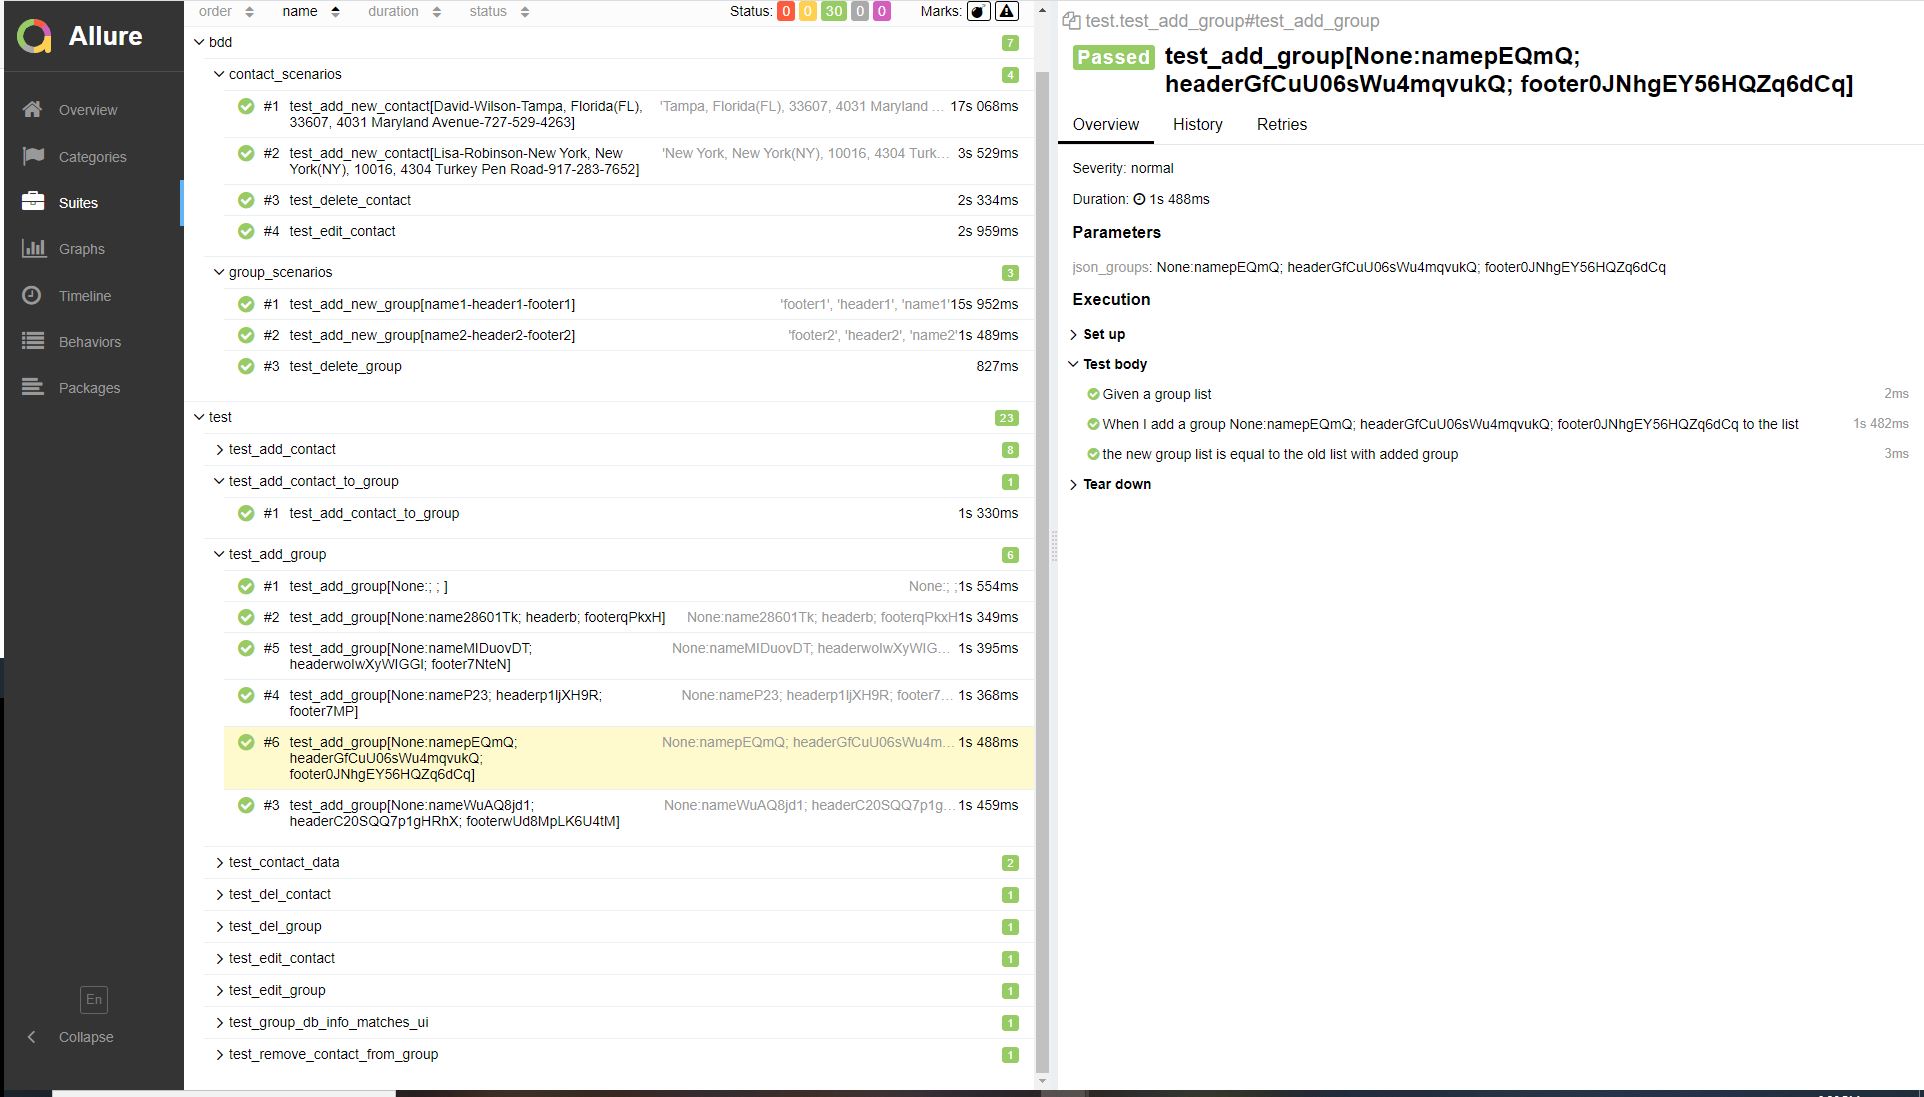 Allure
Overview
Categories
Suites
Graphs
Timeline
Behaviors
Packages
En
Collapse
order name duration status Status: 0 0 30 0 0 Marks:
bdd 7
contact_scenarios 4
#1 test_add_new_contact[David-Wilson-Tampa, Florida(FL), 'Tampa, Florida(FL), 33607, 4031 Maryland ... 17s 068ms
33607, 4031 Maryland Avenue-727-529-4263]
#2 test_add_new_contact[Lisa-Robinson-New York, New 'New York, New York(NY), 10016, 4304 Turk... 3s 529ms
York(NY), 10016, 4304 Turkey Pen Road-917-283-7652]
#3 test_delete_contact 2s 334ms
#4 test_edit_contact 2s 959ms
group_scenarios 3
#1 test_add_new_group[name1-header1-footer1] 'footer1', 'header1', 'name1' 15s 952ms
#2 test_add_new_group[name2-header2-footer2] 'footer2', 'header2', 'name2' 1s 489ms
#3 test_delete_group 827ms
test 23
test_add_contact 8
test_add_contact_to_group 1
#1 test_add_contact_to_group 1s 330ms
test_add_group 6
#1 test_add_group[None:; ; ] None:; ; 1s 554ms
#2 test_add_group[None:name28601Tk; headerb; footerqPkxH] None:name28601Tk; headerb; footerqPkxH 1s 349ms
#5 test_add_group[None:nameMIDuovDT; None:nameMIDuovDT; headerwolwXyWIG... 1s 395ms
headerwolwXyWIGGI; footer7NteN]
#4 test_add_group[None:nameP23; headerp1ljXH9R; None:nameP23; headerp1ljXH9R; footer7... 1s 368ms
footer7MP]
#6 test_add_group[None:namepEQmQ; None:namepEQmQ; headerGfCuU06sWu4m... 1s 488ms
headerGfCuU06sWu4mqvukQ;
footer0JNhgEY56HQZq6dCq]
#3 test_add_group[None:nameWuAQ8jd1; None:nameWuAQ8jd1; headerC20SQQ7p1g... 1s 459ms
headerC20SQQ7p1gHRhX; footerwUd8MpLK6U4tM]
test_contact_data 2
test_del_contact 1
test_del_group 1
test_edit_contact 1
test_edit_group 1
test_group_db_info_matches_ui 1
test_remove_contact_from_group 1
test.test_add_group#test_add_group
Passed test_add_group[None:namepEQmQ;
headerGfCuU06sWu4mqvukQ; footer0JNhgEY56HQZq6dCq]
Overview History Retries
Severity: normal
Duration: 1s 488ms
Parameters
json_groups: None:namepEQmQ; headerGfCuU06sWu4mqvukQ; footer0JNhgEY56HQZq6dCq
Execution
Set up
Test body
Given a group list 2ms
When I add a group None:namepEQmQ; headerGfCuU06sWu4mqvukQ; footer0JNhgEY56HQZq6dCq to the list 1s 482ms
the new group list is equal to the old list with added group 3ms
Tear down